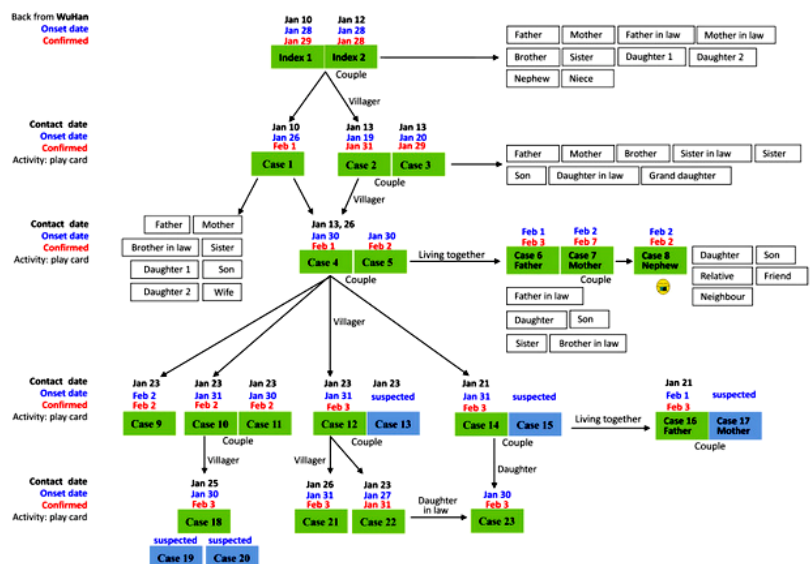 Back from WuHan
Onset date
Confirmed
Jan 10 Jan 12
Jan 28 Jan 28
Jan 29 Jan 28
Index 1 Index 2
Couple
Father Mother Father in law Mother in law
Brother Sister Daughter 1 Daughter 2
Nephew Niece
Villager
Contact date
Onset date
Confirmed
Activity: play card
Jan 10 Jan 13 Jan 13
Jan 26 Jan 19 Jan 20
Feb 1 Jan 31 Jan 29
Case 1 Case 2 Case 3
Couple
Father Mother Brother Sister in law Sister
Son Daughter in law Grand daughter
Villager
Contact date
Onset date
Confirmed
Activity: play card
Father Mother
Brother in law Sister
Daughter 1 Son
Daughter 2 Wife
Jan 13, 26
Jan 30 Jan 30
Feb 1 Feb 2
Case 4 Case 5
Couple
Living together
Feb 1 Feb 2 Feb 2
Feb 3 Feb 7 Feb 2
Case 6 Case 7 Case 8
Father Mother Nephew
Couple
Father in law
Daughter Son
Sister Brother in law
Daughter Son
Relative Friend
Neighbour
Villager
Contact date
Onset date
Confirmed
Activity: play card
Jan 23 Jan 23 Jan 23 Jan 23 Jan 23 Jan 21 Jan 21
Feb 2 Jan 31 Jan 30 Jan 31 suspected Jan 31 suspected Feb 1 suspected
Feb 2 Feb 2 Feb 2 Feb 3 Feb 3 Feb 3
Case 9 Case 10 Case 11 Case 12 Case 13 Case 14 Case 15 Case 16 Case 17
Father Mother
Couple Couple Couple Couple
Living together
Villager Villager Daughter
Contact date
Onset date
Confirmed
Activity: play card
Jan 25 Jan 26 Jan 23
Jan 30 Jan 31 Jan 27 Jan 30
Feb 3 Feb 3 Jan 31 Feb 3
Case 18 Case 21 Case 22 Case 23
Daughter
in law
suspected suspected
Case 19 Case 20